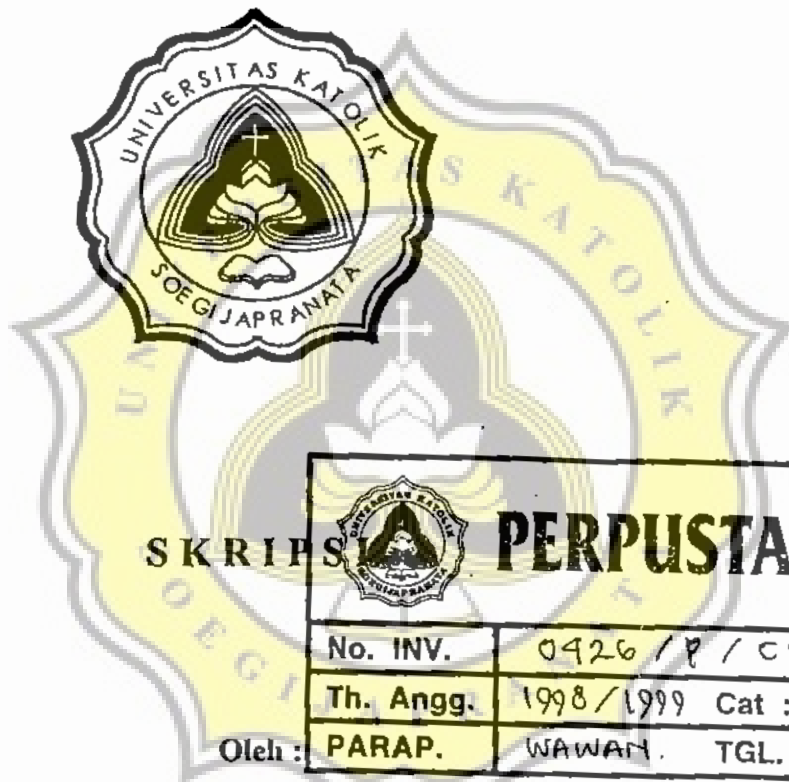 UNIVERSITAS KATOLIK
SOEGIJAPRANATA
SKRIPSI
PERPUSTA
No. INV. 0426 / P /
Th. Angg. 1998/1999 Cat :
Oleh :
PARAP. WAWAN. TGL.